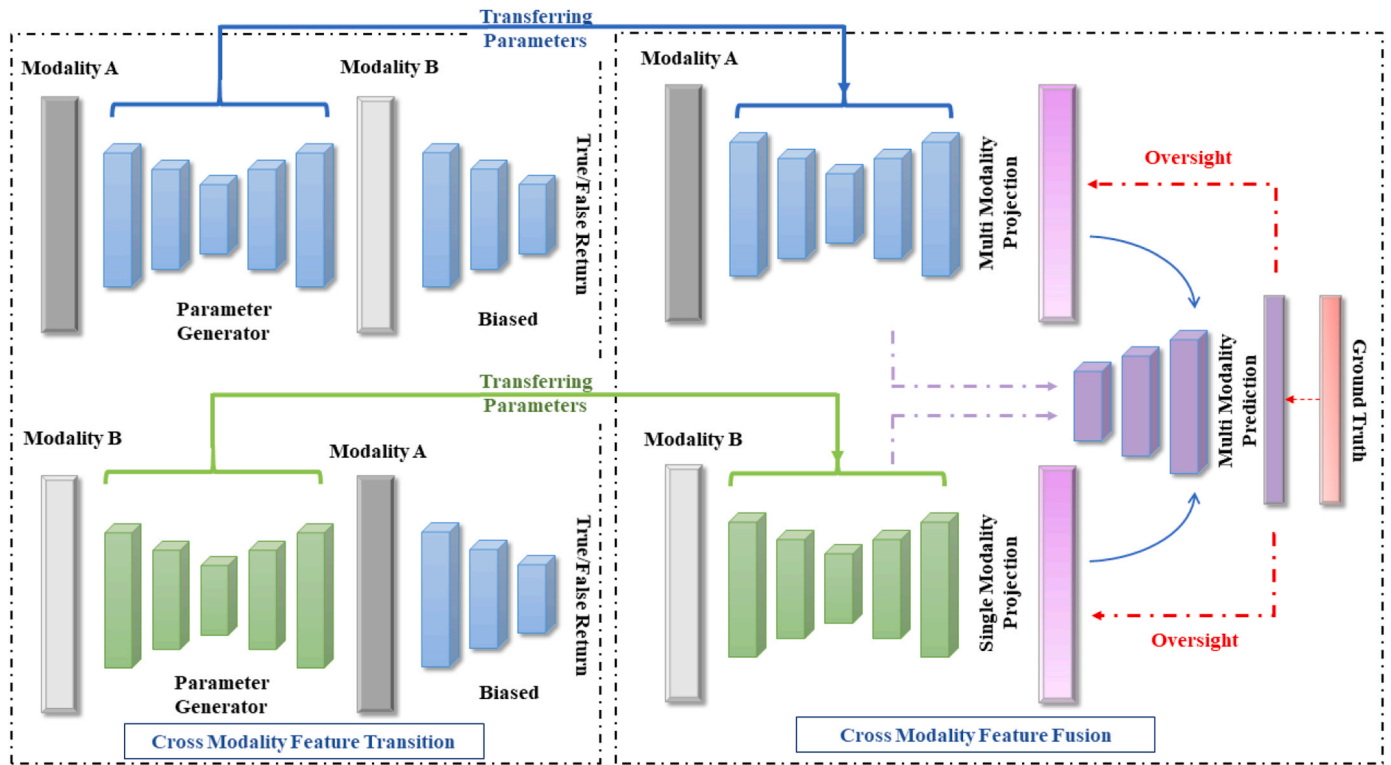 Transferring
Parameters
Modality A
Modality B
True/False Return
Parameter
Generator
Biased
Transferring
Parameters
Modality B
Modality A
True/False Return
Parameter
Generator
Biased
Cross Modality Feature Transition
Modality A
Multi Modality
Projection
Oversight
Multi Modality
Prediction
Ground Truth
Modality B
Single Modality
Projection
Oversight
Cross Modality Feature Fusion